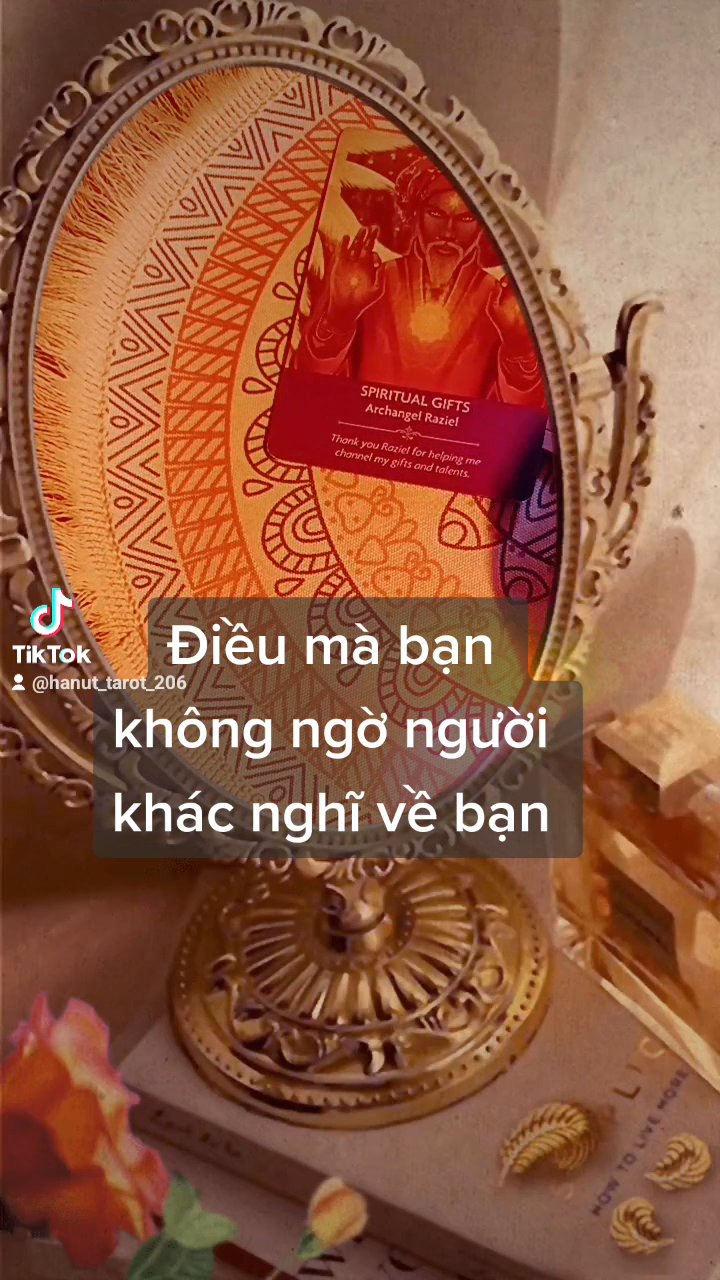 SPIRITUAL GIFTS
Archangel Raziel
Thank you Raziel for helping me
channel my gifts and talents.
TikTok
@hanut_tarot_206
Điều mà bạn
không ngờ người
khác nghĩ về bạn
HOW TO LIVE MORE